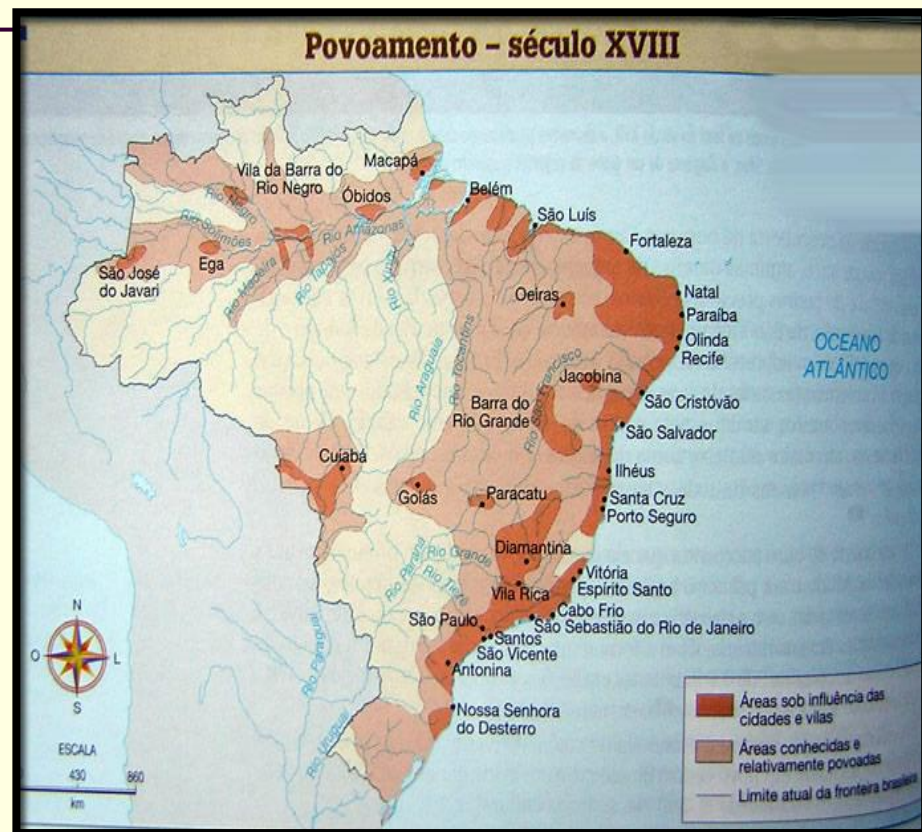 Povoamento – século XVIII
Macapá
Vila da Barra do
Rio Negro
Óbidos
Belém
São Luís
Rio Negro
Rio Solimões
Rio Amazonas
Fortaleza
São José
do Javari
Ega
Rio Madeira
Rio Tapajós
Rio Xingu
Oeiras
Natal
Paraíba
Olinda
Recife
OCEANO
ATLÂNTICO
Rio Araguaia
Rio Tocantins
Rio São Francisco
Jacobina
Barra do
Rio Grande
São Cristóvão
São Salvador
Cuiabá
Ilhéus
Goiás
Paracatu
Santa Cruz
Porto Seguro
Diamantina
Rio Grande
Rio Paraná
Rio Tietê
Vitória
Espírito Santo
Vila Rica
Cabo Frio
São Sebastião do Rio de Janeiro
São Paulo
Santos
São Vicente
Antonina
Rio Paraguai
Nossa Senhora
do Desterro
Rio Uruguai
N
O
L
S
ESCALA
430
860
km
Áreas sob influência das
cidades e vilas
Áreas conhecidas e
relativamente povoadas
Limite atual da fronteira brasileira